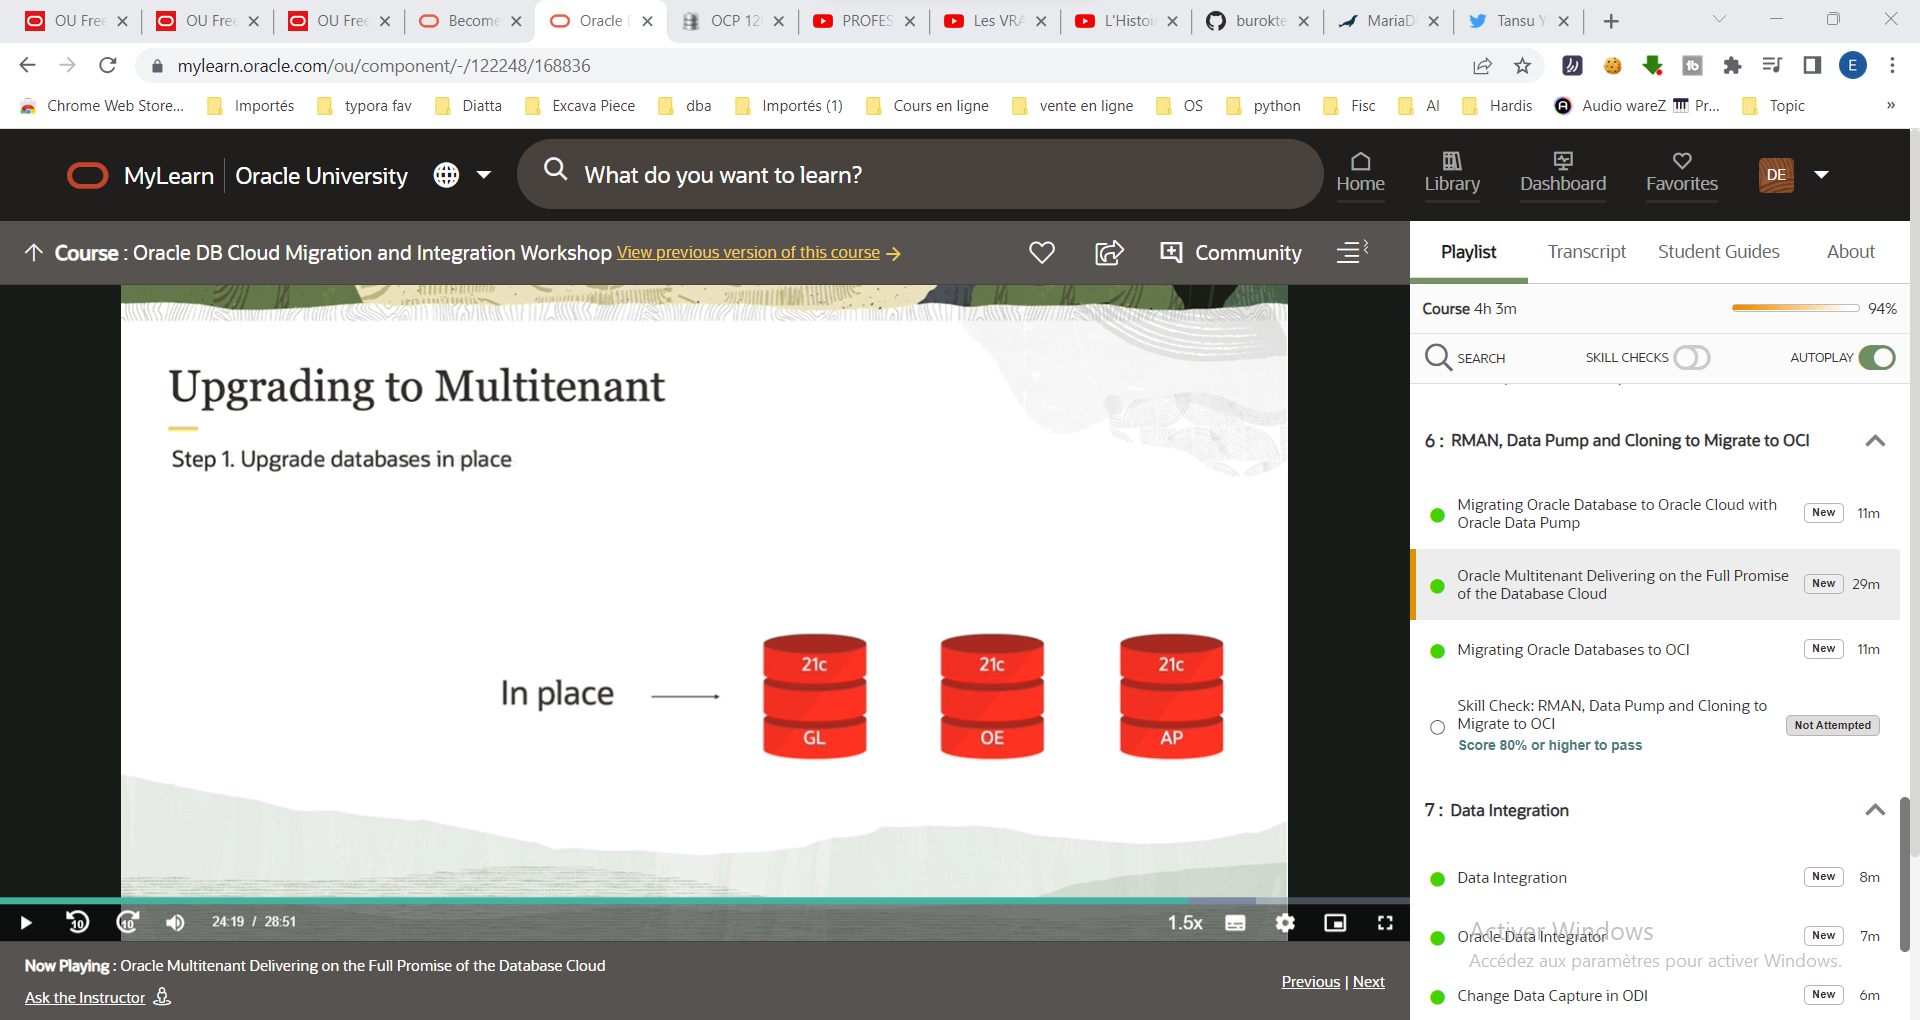 OU Free
OU Free
OU Free
Become
Oracle
OCP 12
PROFES
Les VRA
L'Histoi
burokte
MariaD
Tansu Y
mylearn.oracle.com/ou/component/-/122248/168836
E
Chrome Web Store...
Importés
typora fav
Diatta
Excava Piece
dba
Importés (1)
Cours en ligne
vente en ligne
OS
python
Fisc
AI
Hardis
Audio wareZ
Pr...
Topic
»
MyLearn
Oracle University
What do you want to learn?
Home
Library
Dashboard
Favorites
DE
Course : Oracle DB Cloud Migration and Integration Workshop View previous version of this course →
Community
Upgrading to Multitenant
Step 1. Upgrade databases in place
In place
21c
GL
21c
OE
21c
AP
10
10
24:19 / 28:51
1.5x
Now Playing : Oracle Multitenant Delivering on the Full Promise of the Database Cloud
Ask the Instructor
Previous | Next
Playlist
Transcript
Student Guides
About
Course 4h 3m
94%
SEARCH
SKILL CHECKS
AUTOPLAY
6 : RMAN, Data Pump and Cloning to Migrate to OCI
Migrating Oracle Database to Oracle Cloud with
Oracle Data Pump
New 11m
Oracle Multitenant Delivering on the Full Promise
of the Database Cloud
New 29m
Migrating Oracle Databases to OCI
New 11m
Skill Check: RMAN, Data Pump and Cloning to
Migrate to OCI
Not Attempted
Score 80% or higher to pass
7 : Data Integration
Data Integration
New 8m
Oracle Data Integrator
New 7m
Activer Windows
Accédez aux paramètres pour activer Windows.
Change Data Capture in ODI
New 6m